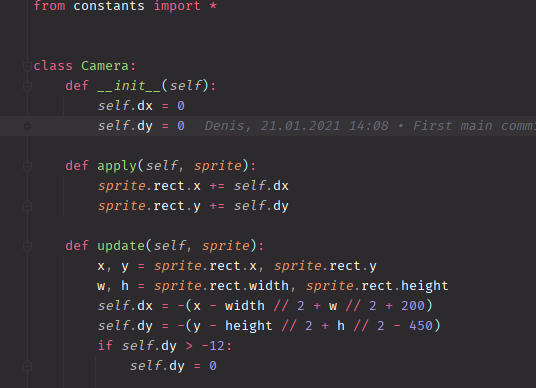 from constants import *
class Camera:
    def __init__(self):
        self.dx = 0
        self.dy = 0   Denis, 21.01.2021 14:08 • First main commi
    def apply(self, sprite):
        sprite.rect.x += self.dx
        sprite.rect.y += self.dy
    def update(self, sprite):
        x, y = sprite.rect.x, sprite.rect.y
        w, h = sprite.rect.width, sprite.rect.height
        self.dx = -(x - width // 2 + w // 2 + 200)
        self.dy = -(y - height // 2 + h // 2 - 450)
        if self.dy > -12:
            self.dy = 0